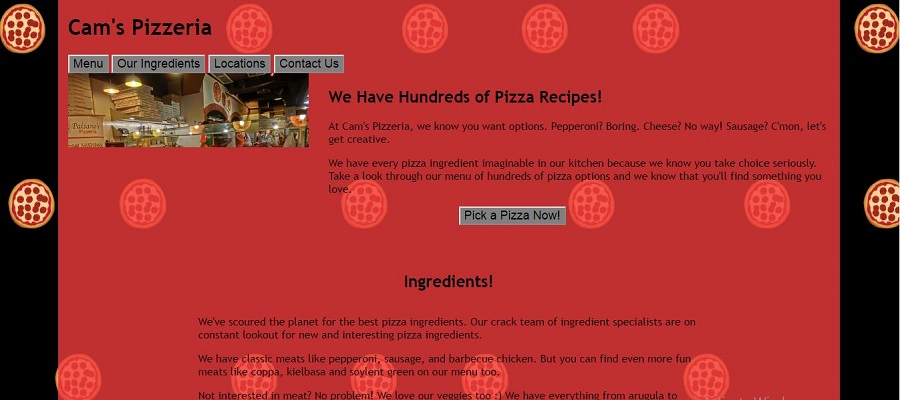 Cam's Pizzeria
Menu Our Ingredients Locations Contact Us
Paisano's
Pizzeria
We Have Hundreds of Pizza Recipes!
At Cam's Pizzeria, we know you want options. Pepperoni? Boring. Cheese? No way! Sausage? C'mon, let's
get creative.
We have every pizza ingredient imaginable in our kitchen because we know you take choice seriously.
Take a look through our menu of hundreds of pizza options and we know that you'll find something you
love.
Pick a Pizza Now!
Ingredients!
We've scoured the planet for the best pizza ingredients. Our crack team of ingredient specialists are on
constant lookout for new and interesting pizza ingredients.
We have classic meats like pepperoni, sausage, and barbecue chicken. But you can find even more fun
meats like coppa, kielbasa and soylent green on our menu too.
Not interested in meat? No problem! We love our veggies too :) We have everything from arugula to